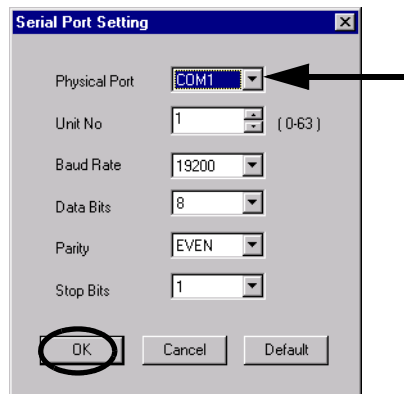 Serial Port Setting
Physical Port COM1
Unit No 1 ( 0-63 )
Baud Rate 19200
Data Bits 8
Parity EVEN
Stop Bits 1
OK Cancel Default